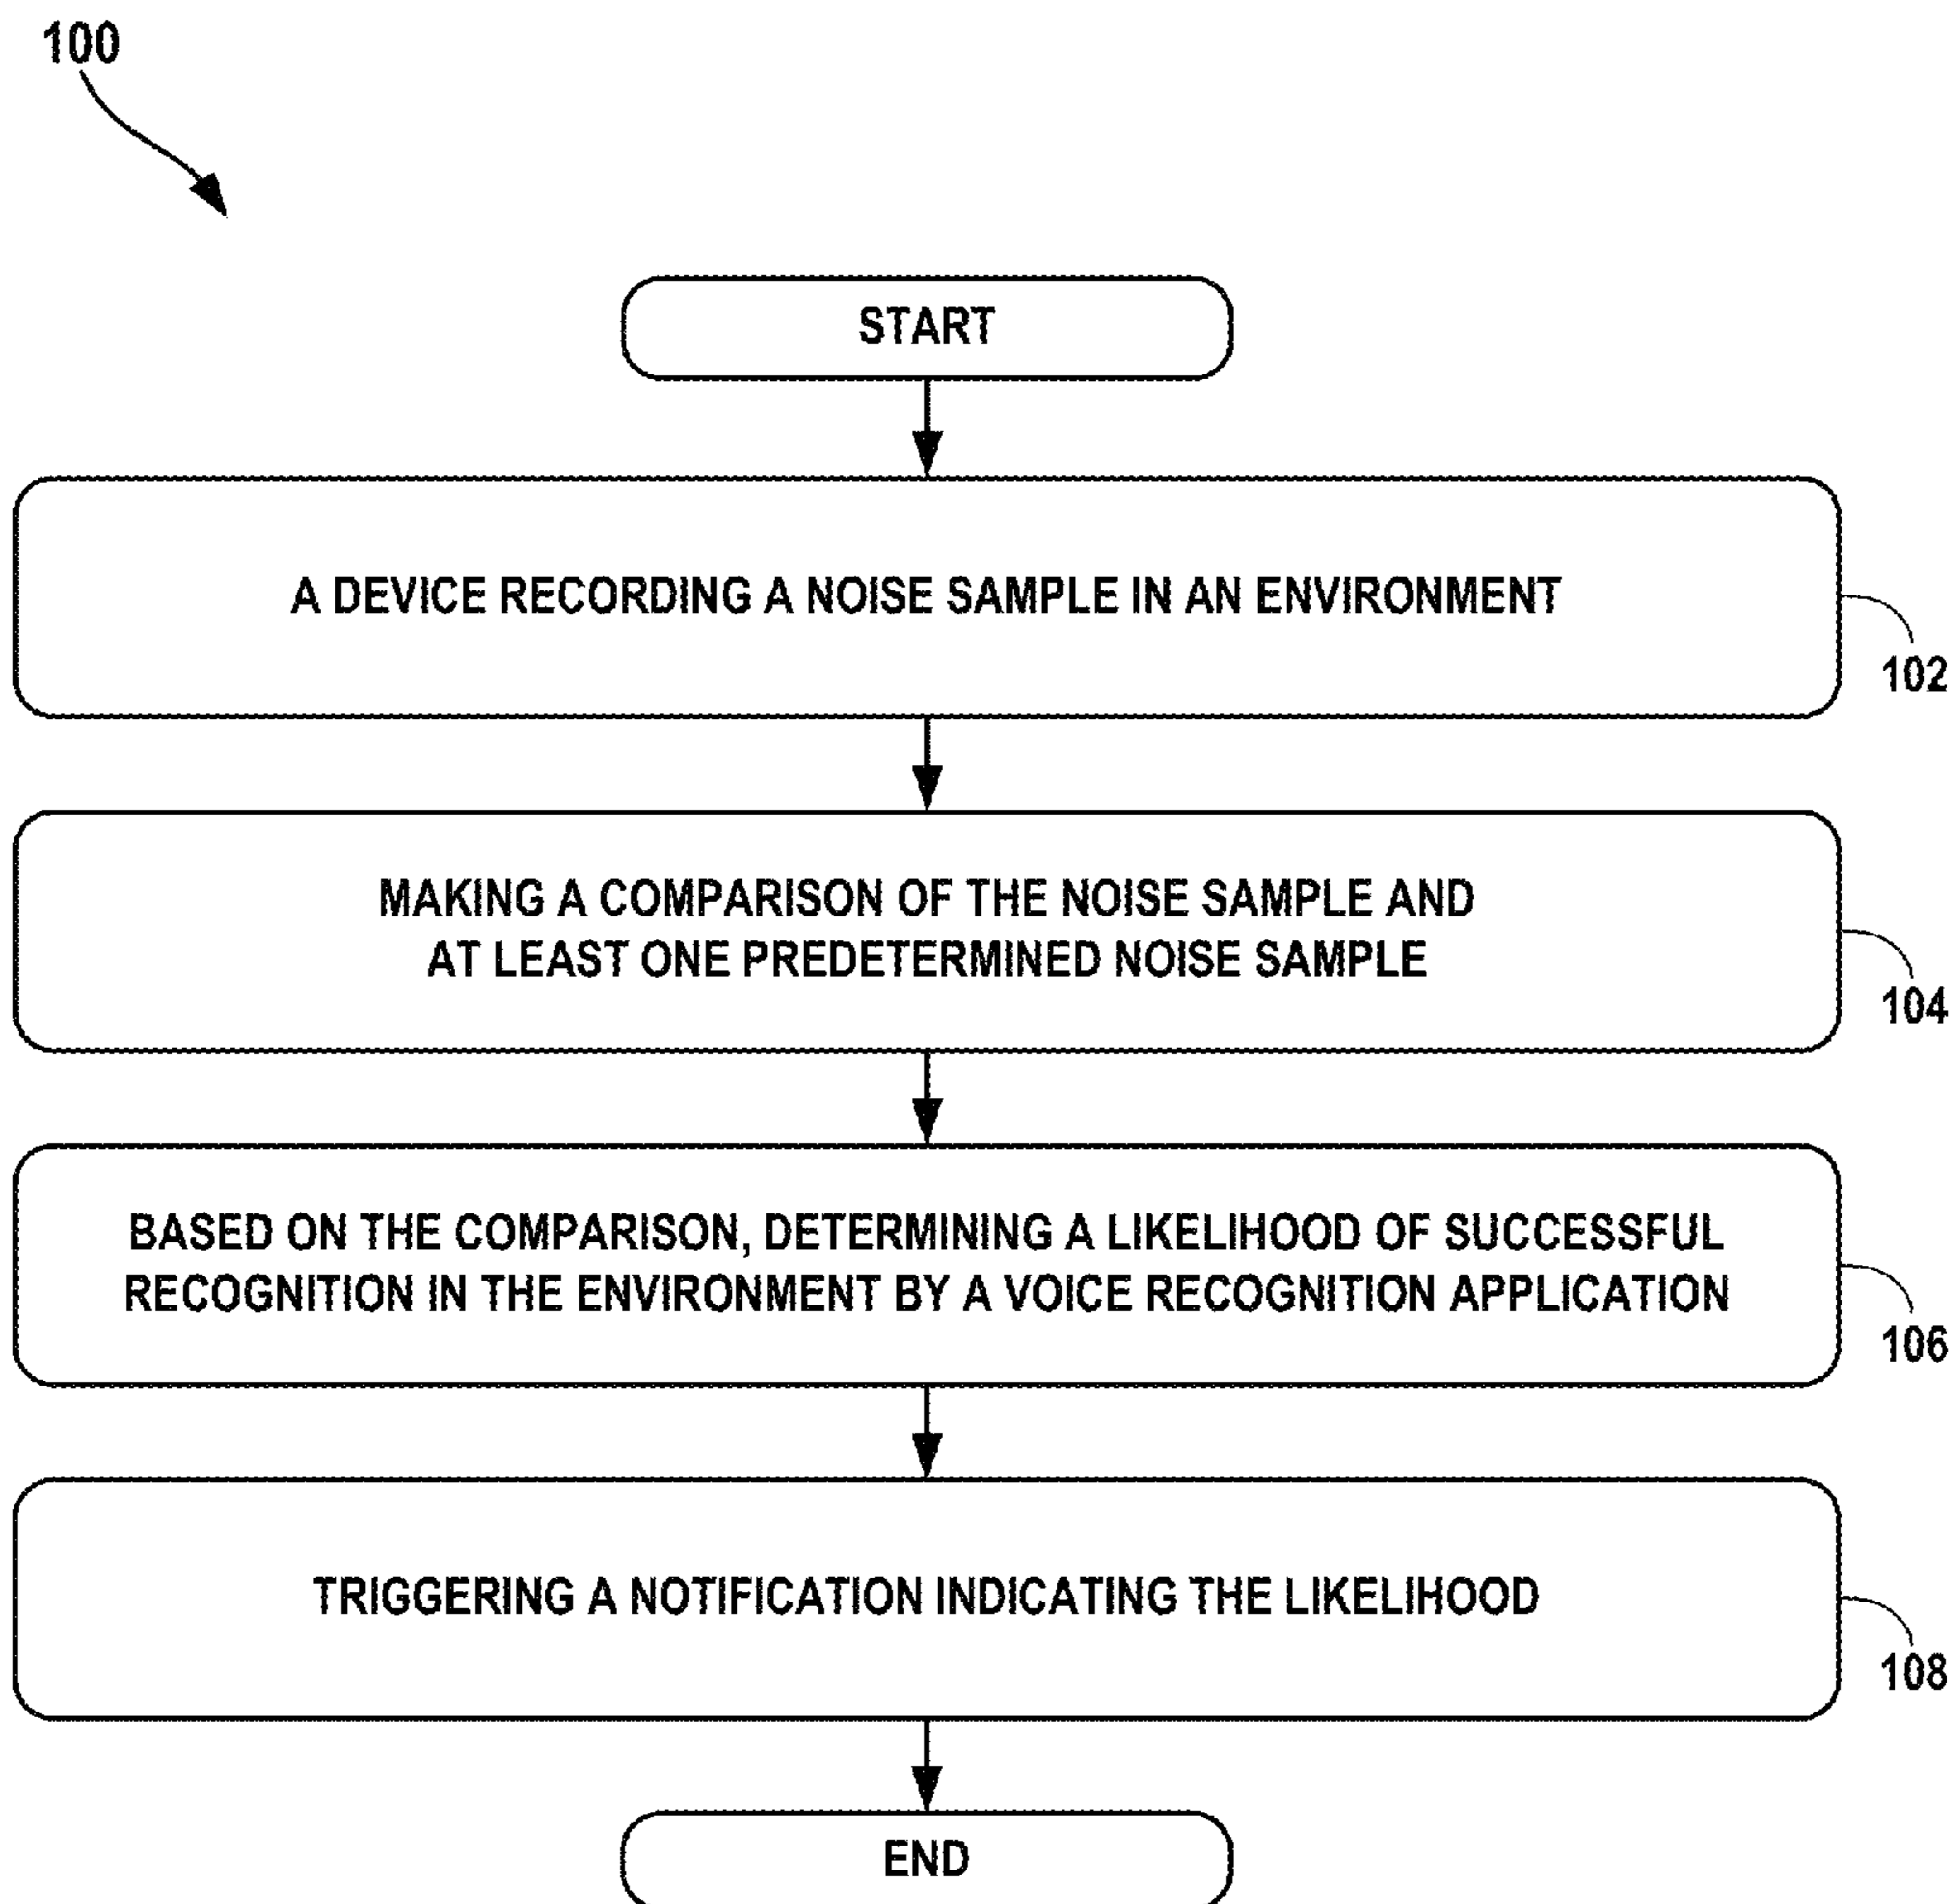 100
START
A DEVICE RECORDING A NOISE SAMPLE IN AN ENVIRONMENT
102
MAKING A COMPARISON OF THE NOISE SAMPLE AND
AT LEAST ONE PREDETERMINED NOISE SAMPLE
104
BASED ON THE COMPARISON, DETERMINING A LIKELIHOOD OF SUCCESSFUL
RECOGNITION IN THE ENVIRONMENT BY A VOICE RECOGNITION APPLICATION
106
TRIGGERING A NOTIFICATION INDICATING THE LIKELIHOOD
108
END